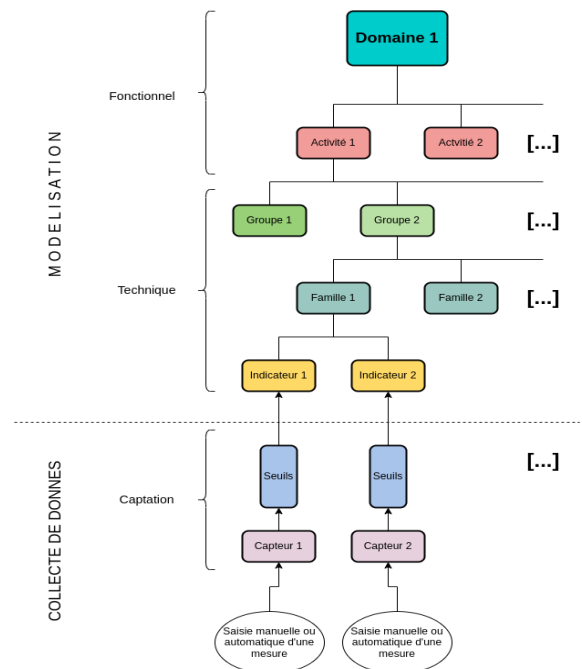 Domaine 1
Fonctionnel
Activité 1
Actvitié 2
[...]
MODELISATION
Groupe 1
Groupe 2
[...]
Technique
Famille 1
Famille 2
[...]
Indicateur 1
Indicateur 2
Seuils
Seuils
[...]
Captation
COLLECTE DE DONNES
Capteur 1
Capteur 2
Saisie manuelle ou
automatique d'une
mesure
Saisie manuelle ou
automatique d'une
mesure